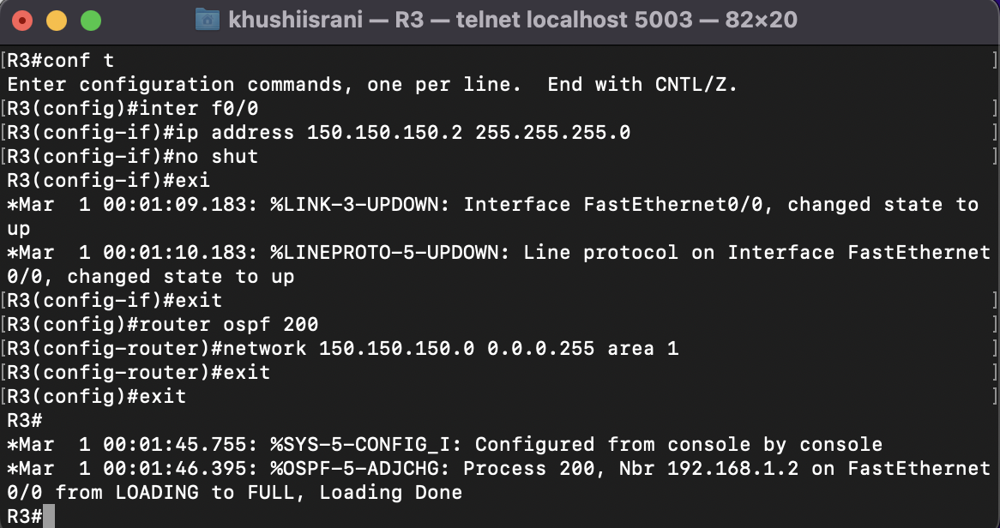 khushiisrani — R3 — telnet localhost 5003 — 82×20
[R3#conf t ]
Enter configuration commands, one per line.  End with CNTL/Z.
[R3(config)#inter f0/0 ]
[R3(config-if)#ip address 150.150.150.2 255.255.255.0 ]
[R3(config-if)#no shut ]
R3(config-if)#exi
*Mar  1 00:01:09.183: %LINK-3-UPDOWN: Interface FastEthernet0/0, changed state to
up
*Mar  1 00:01:10.183: %LINEPROTO-5-UPDOWN: Line protocol on Interface FastEthernet
0/0, changed state to up
[R3(config-if)#exit ]
[R3(config)#router ospf 200 ]
[R3(config-router)#network 150.150.150.0 0.0.0.255 area 1 ]
[R3(config-router)#exit ]
[R3(config)#exit ]
R3#
*Mar  1 00:01:45.755: %SYS-5-CONFIG_I: Configured from console by console
*Mar  1 00:01:46.395: %OSPF-5-ADJCHG: Process 200, Nbr 192.168.1.2 on FastEthernet
0/0 from LOADING to FULL, Loading Done
R3#